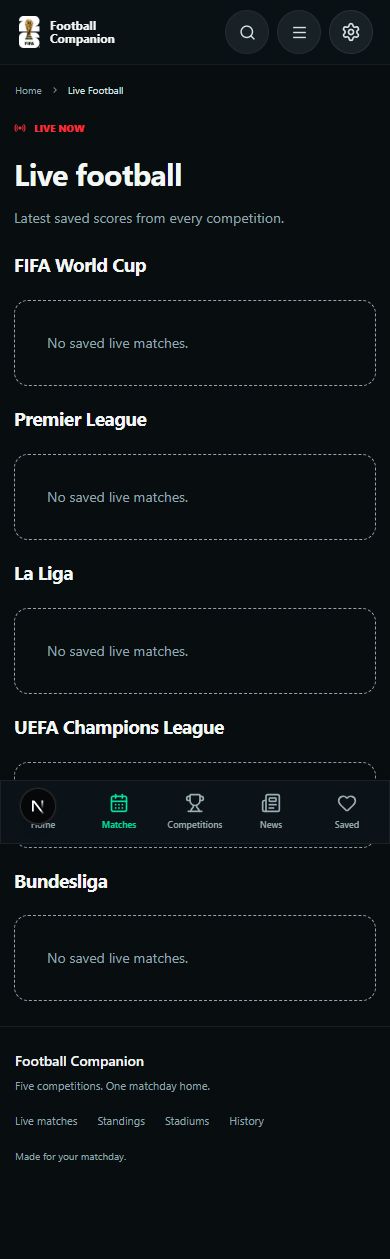 FIFA
Football
Companion
Home > Live Football
LIVE NOW
Live football
Latest saved scores from every competition.
FIFA World Cup
No saved live matches.
Premier League
No saved live matches.
La Liga
No saved live matches.
UEFA Champions League
N
Home Matches Competitions News Saved
Bundesliga
No saved live matches.
Football Companion
Five competitions. One matchday home.
Live matches Standings Stadiums History
Made for your matchday.